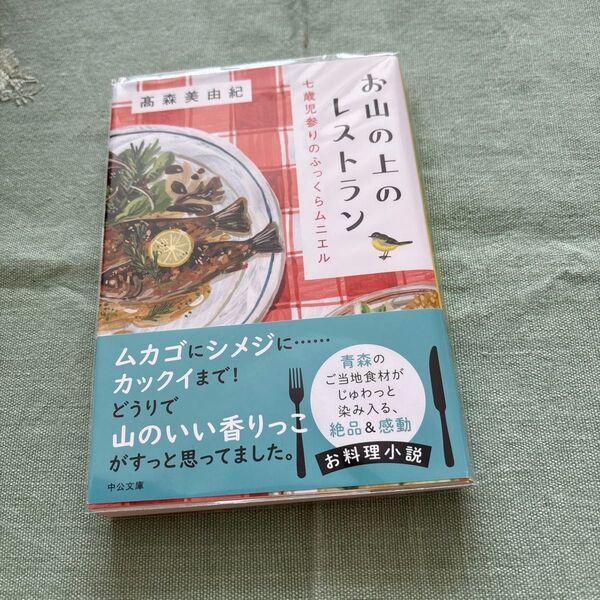 お山の上の
レストラン
七歳児参りのふっくらムニエル
髙森美由紀
ムカゴにシメジに……
カックイまで!
どうりで
山のいい香りっこ
がすっと思ってました。
青森の
ご当地食材が
じゅわっと
染み入る、
絶品&感動
お料理小説
中公文庫